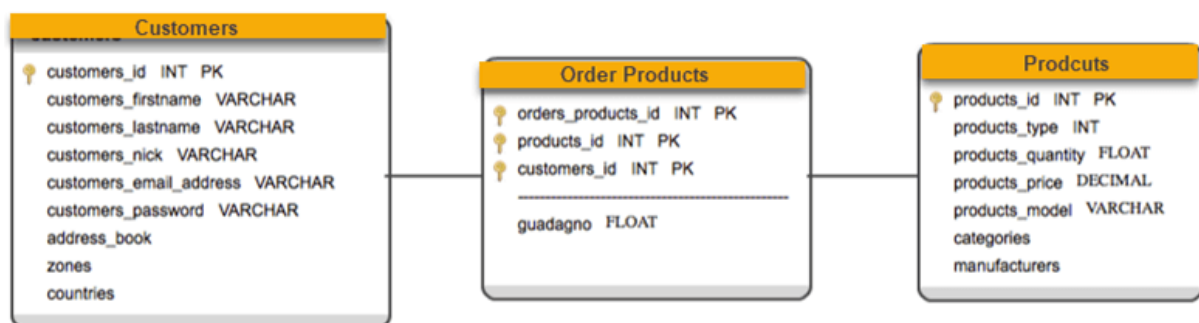 Customers
customers_id INT PK
customers_firstname VARCHAR
customers_lastname VARCHAR
customers_nick VARCHAR
customers_email_address VARCHAR
customers_password VARCHAR
address_book
zones
countries
Order Products
orders_products_id INT PK
products_id INT PK
customers_id INT PK
guadagno FLOAT
Prodcuts
products_id INT PK
products_type INT
products_quantity FLOAT
products_price DECIMAL
products_model VARCHAR
categories
manufacturers